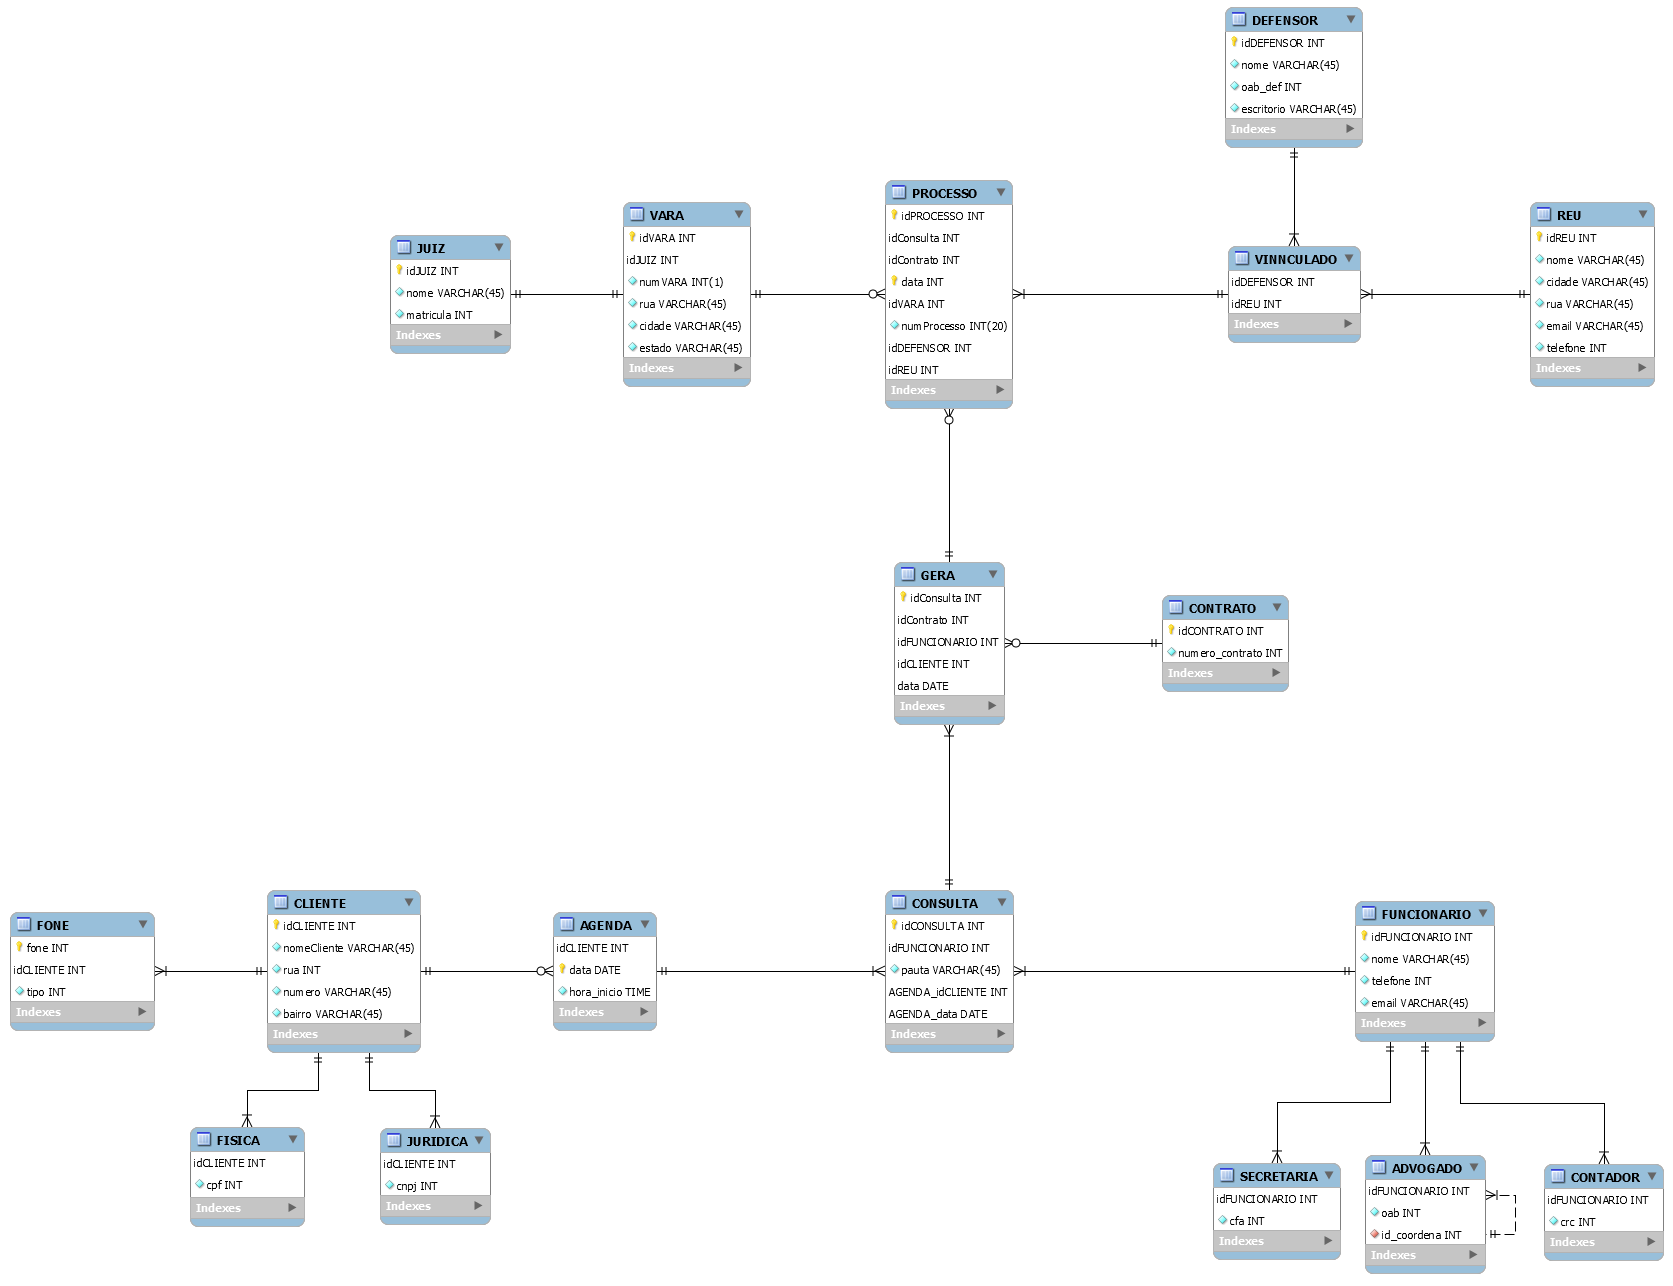 DEFENSOR
idDEFENSOR INT
nome VARCHAR(45)
oab_def INT
escritorio VARCHAR(45)
Indexes
PROCESSO
idPROCESSO INT
idConsulta INT
idContrato INT
data INT
idVARA INT
numProcesso INT(20)
idDEFENSOR INT
idREU INT
Indexes
VARA
idVARA INT
idJUIZ INT
numVARA INT(1)
rua VARCHAR(45)
cidade VARCHAR(45)
estado VARCHAR(45)
Indexes
JUIZ
idJUIZ INT
nome VARCHAR(45)
matricula INT
Indexes
VINNCULADO
idDEFENSOR INT
idREU INT
Indexes
REU
idREU INT
nome VARCHAR(45)
cidade VARCHAR(45)
rua VARCHAR(45)
email VARCHAR(45)
telefone INT
Indexes
GERA
idConsulta INT
idContrato INT
idFUNCIONARIO INT
idCLIENTE INT
data DATE
Indexes
CONTRATO
idCONTRATO INT
numero_contrato INT
Indexes
FONE
fone INT
idCLIENTE INT
tipo INT
Indexes
CLIENTE
idCLIENTE INT
nomeCliente VARCHAR(45)
rua INT
numero VARCHAR(45)
bairro VARCHAR(45)
Indexes
AGENDA
idCLIENTE INT
data DATE
hora_inicio TIME
Indexes
CONSULTA
idCONSULTA INT
idFUNCIONARIO INT
pauta VARCHAR(45)
AGENDA_idCLIENTE INT
AGENDA_data DATE
Indexes
FUNCIONARIO
idFUNCIONARIO INT
nome VARCHAR(45)
telefone INT
email VARCHAR(45)
Indexes
FISICA
idCLIENTE INT
cpf INT
Indexes
JURIDICA
idCLIENTE INT
cnpj INT
Indexes
SECRETARIA
idFUNCIONARIO INT
cfa INT
Indexes
ADVOGADO
idFUNCIONARIO INT
oab INT
id_coordena INT
Indexes
CONTADOR
idFUNCIONARIO INT
crc INT
Indexes